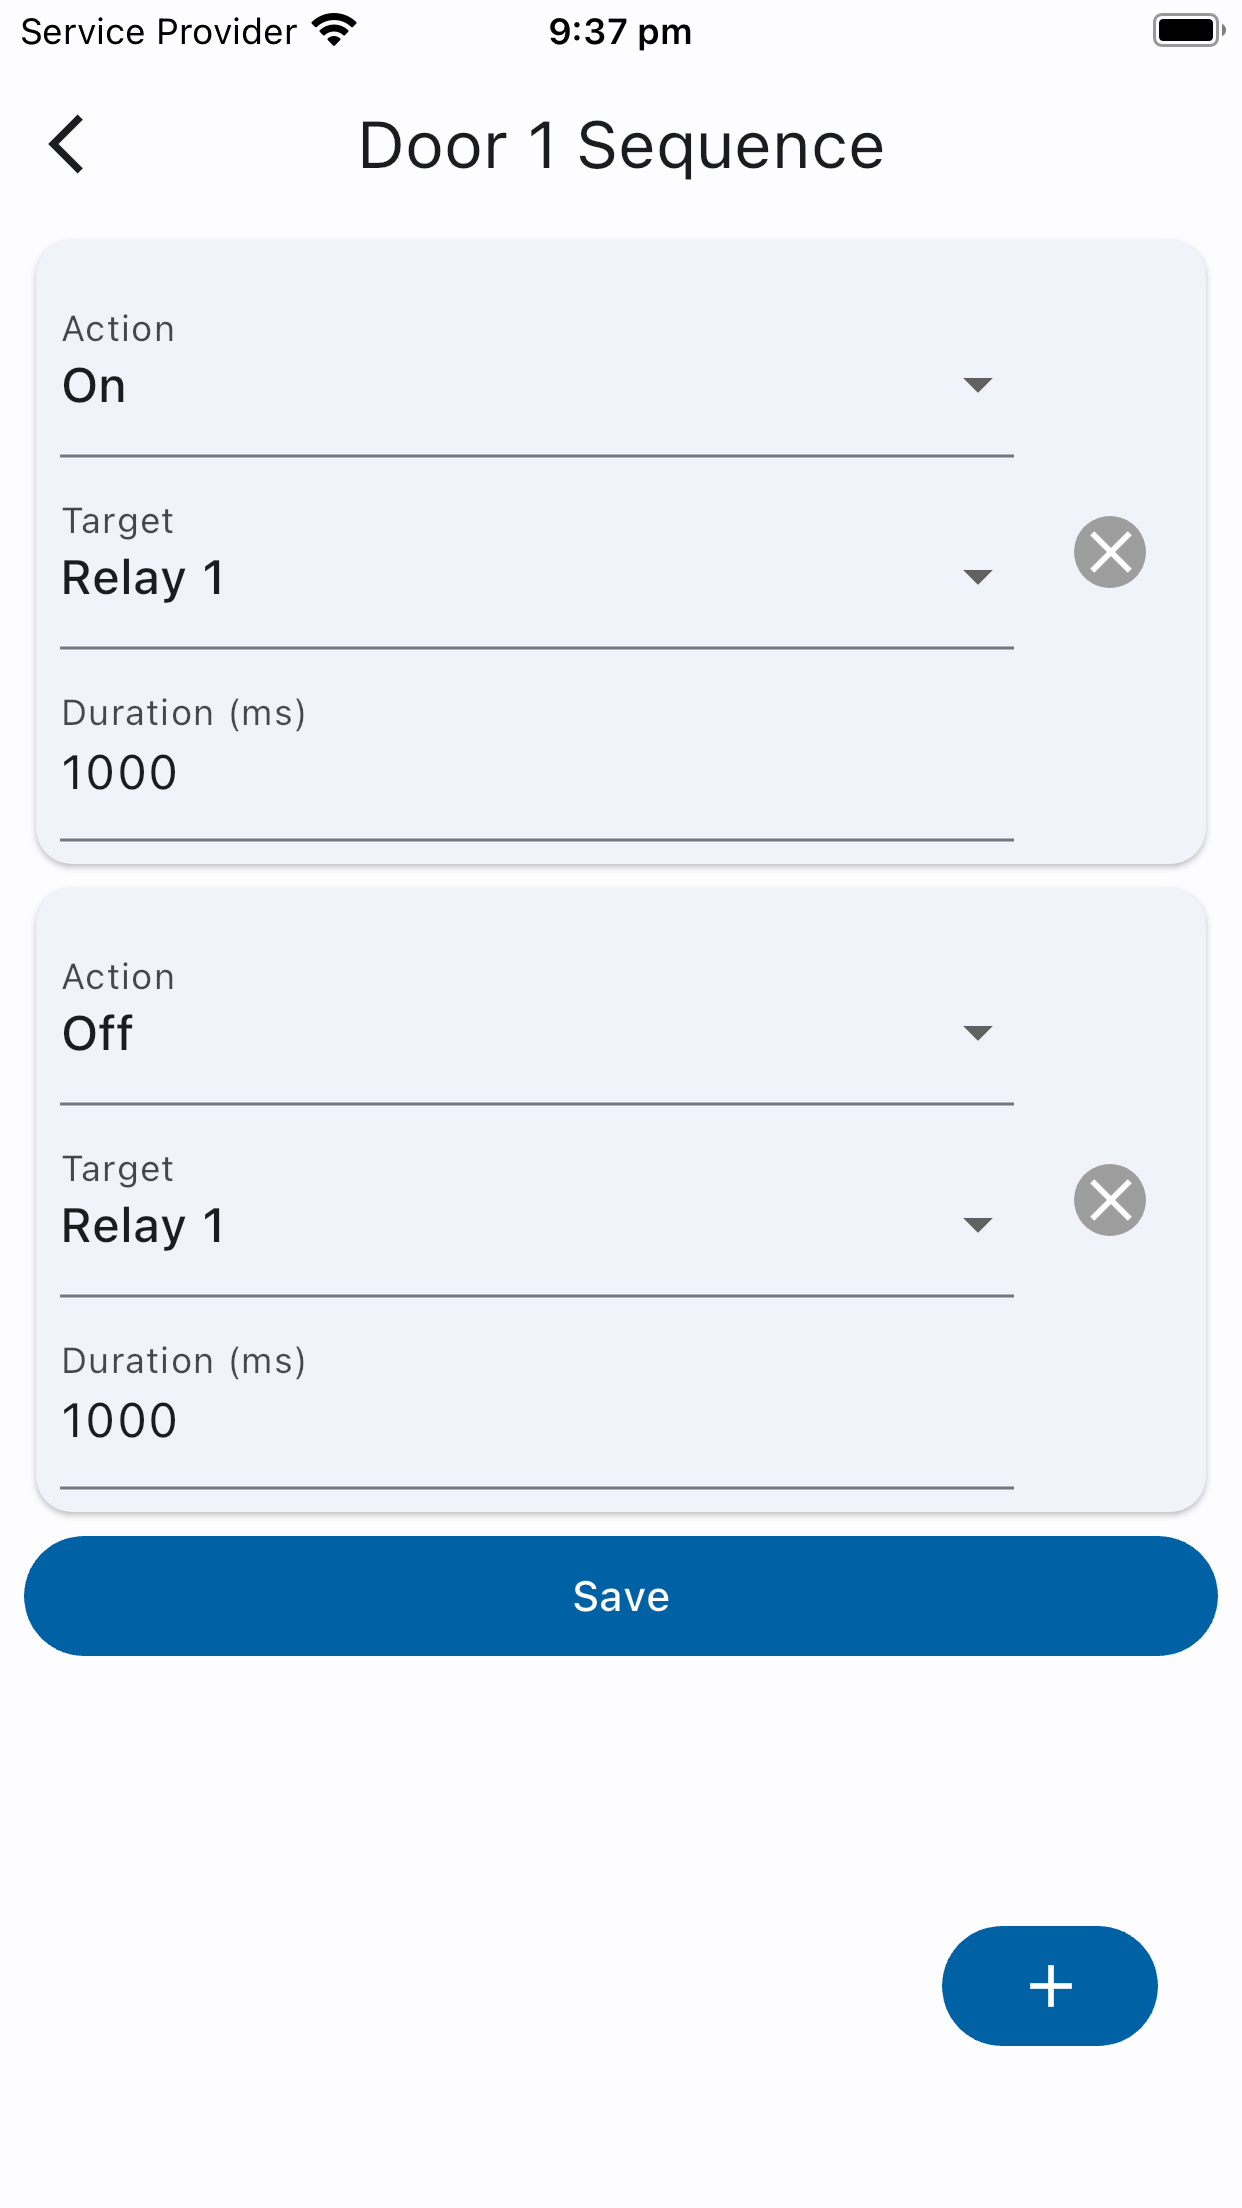 Service Provider 9:37 pm
Door 1 Sequence
Action
On
Target
Relay 1
Duration (ms)
1000
Action
Off
Target
Relay 1
Duration (ms)
1000
Save